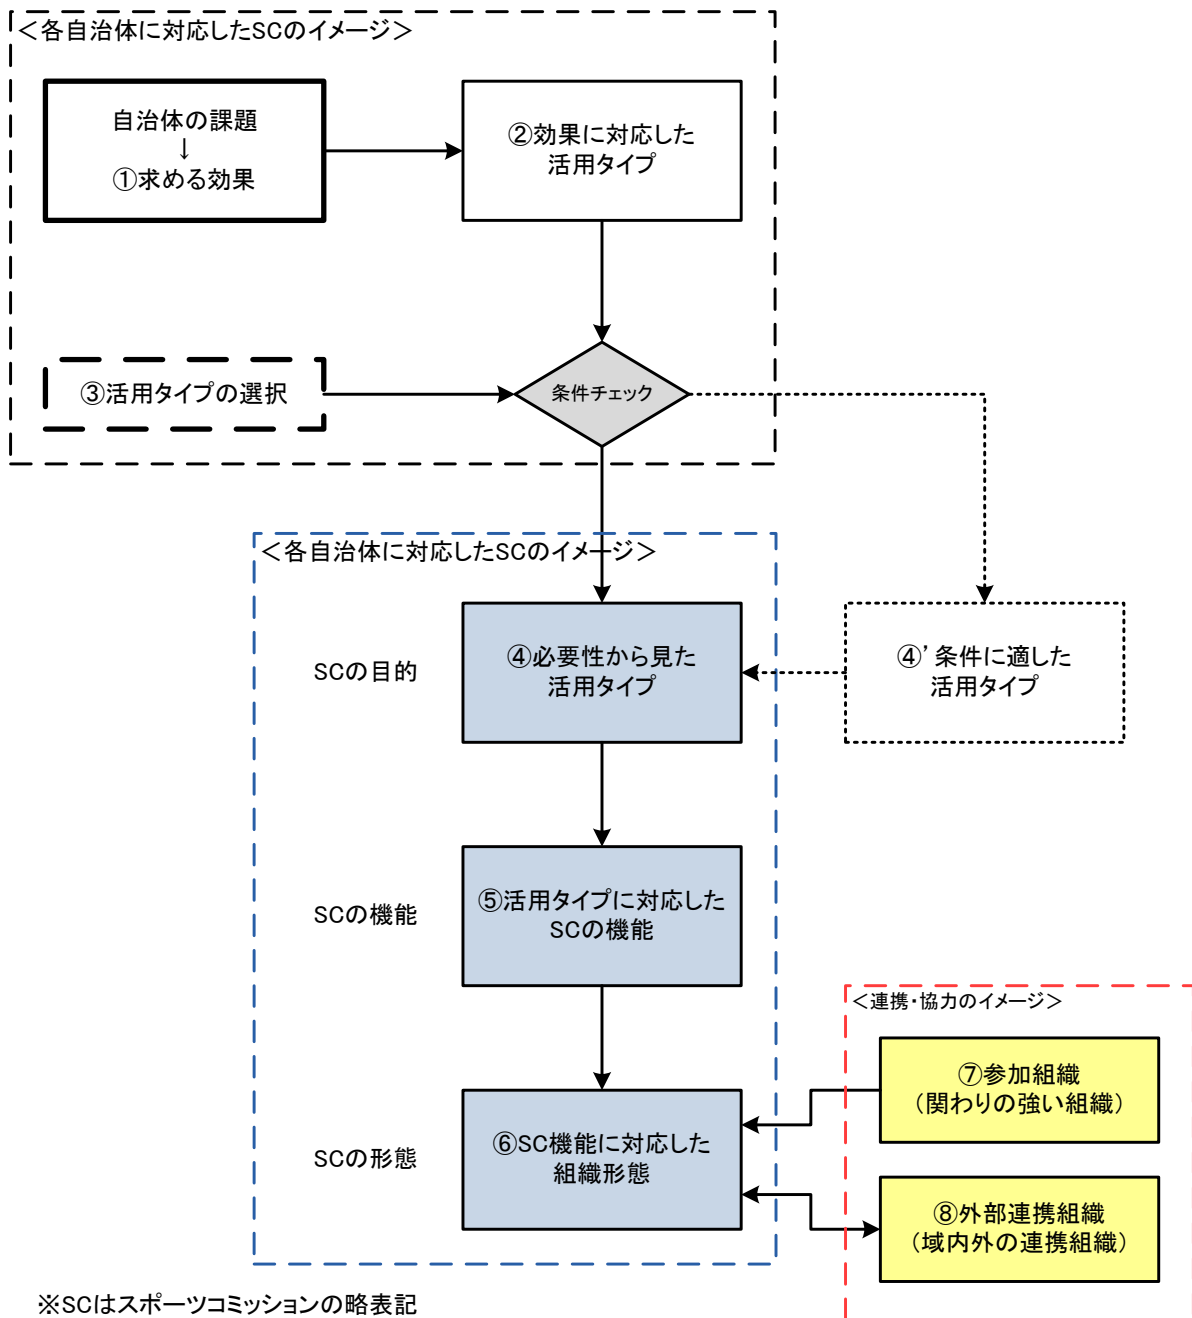 ＜各自治体に対応したSCのイメージ＞
自治体の課題
↓
①求める効果
②効果に対応した
活用タイプ
③活用タイプの選択
条件チェック
＜各自治体に対応したSCのイメージ＞
SCの目的
④必要性から見た
活用タイプ
④’条件に適した
活用タイプ
SCの機能
⑤活用タイプに対応した
SCの機能
＜連携・協力のイメージ＞
⑦参加組織
（関わりの強い組織）
SCの形態
⑥SC機能に対応した
組織形態
⑧外部連携組織
（域内外の連携組織）
※SCはスポーツコミッションの略表記